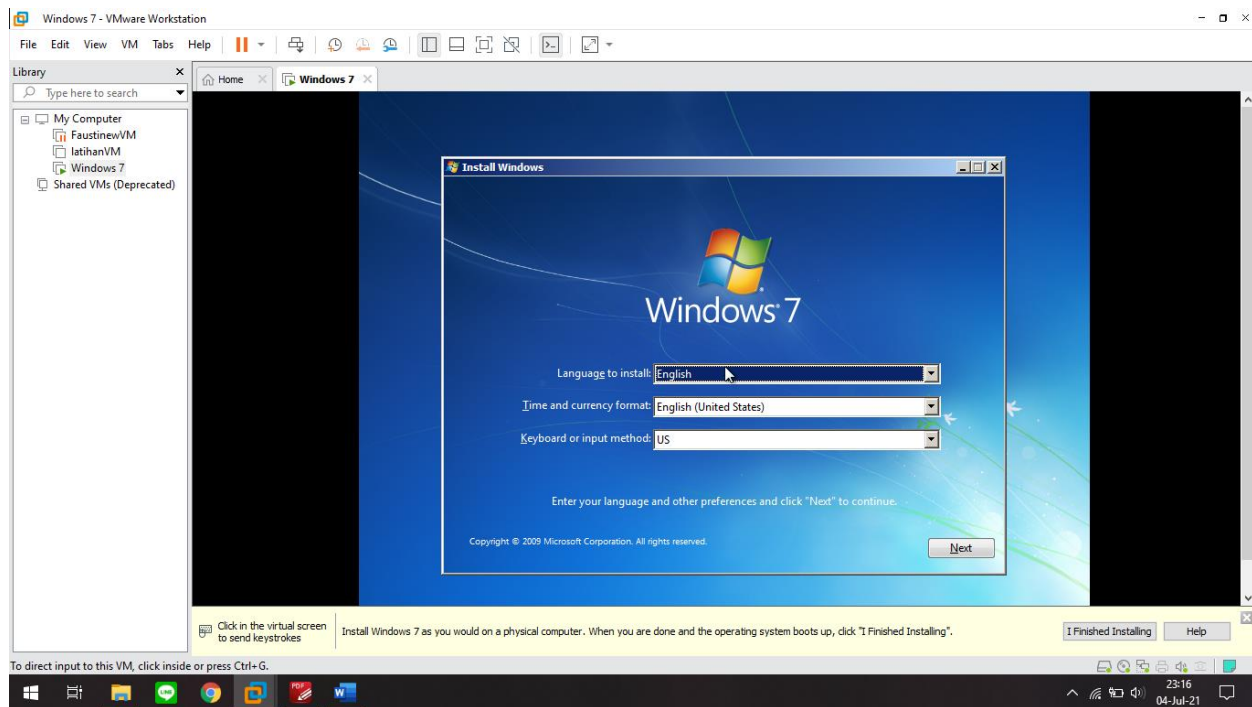 Windows 7 - VMware Workstation
File Edit View VM Tabs Help
Library
Type here to search
My Computer
FaustinewVM
latihanVM
Windows 7
Shared VMs (Deprecated)
Home
Windows 7
Install Windows
Windows 7
Language to install: English
Time and currency format: English (United States)
Keyboard or input method: US
Enter your language and other preferences and click "Next" to continue.
Copyright © 2009 Microsoft Corporation. All rights reserved.
Next
Click in the virtual screen
to send keystrokes
Install Windows 7 as you would on a physical computer. When you are done and the operating system boots up, click "I Finished Installing".
I Finished Installing
Help
To direct input to this VM, click inside or press Ctrl+G.
LINE
PDF
W
23:16
04-Jul-21